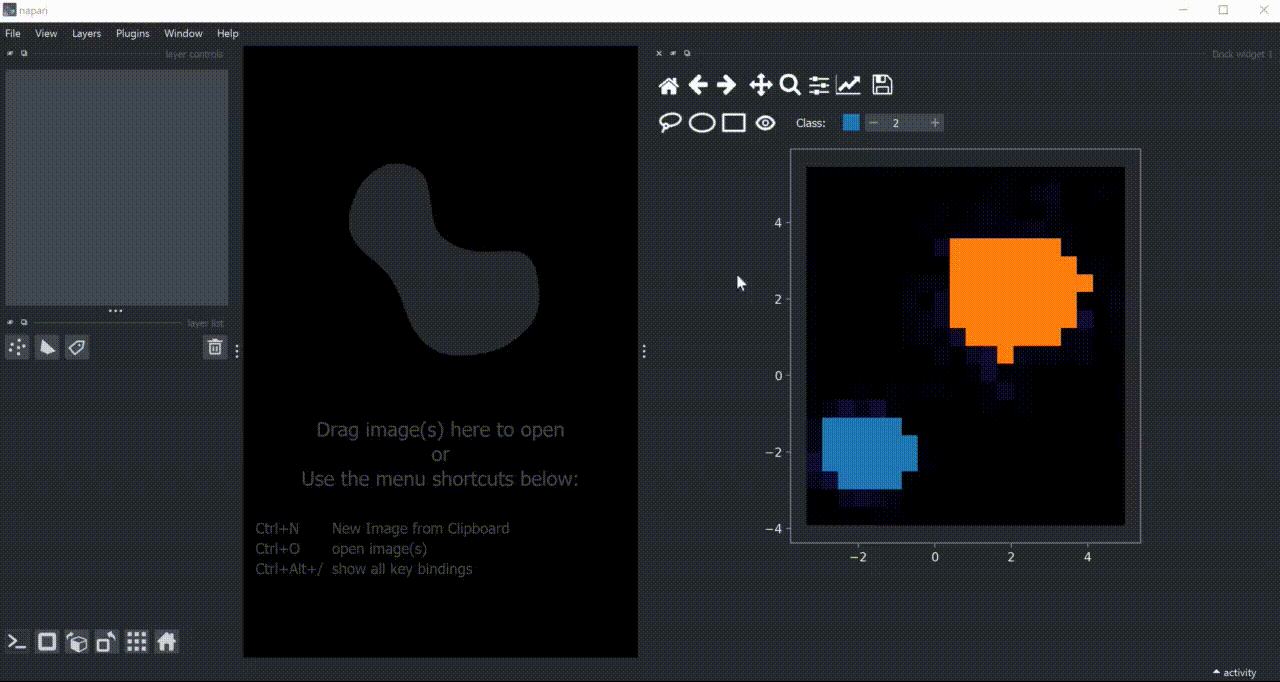 napari
File View Layers Plugins Window Help
layer controls
Dock widget 1
Class: 2
layer list
Drag image(s) here to open
or
Use the menu shortcuts below:
Ctrl+N New Image from Clipboard
Ctrl+O open image(s)
Ctrl+Alt+/ show all key bindings
4
2
0
−2
−4
−2 0 2 4
activity